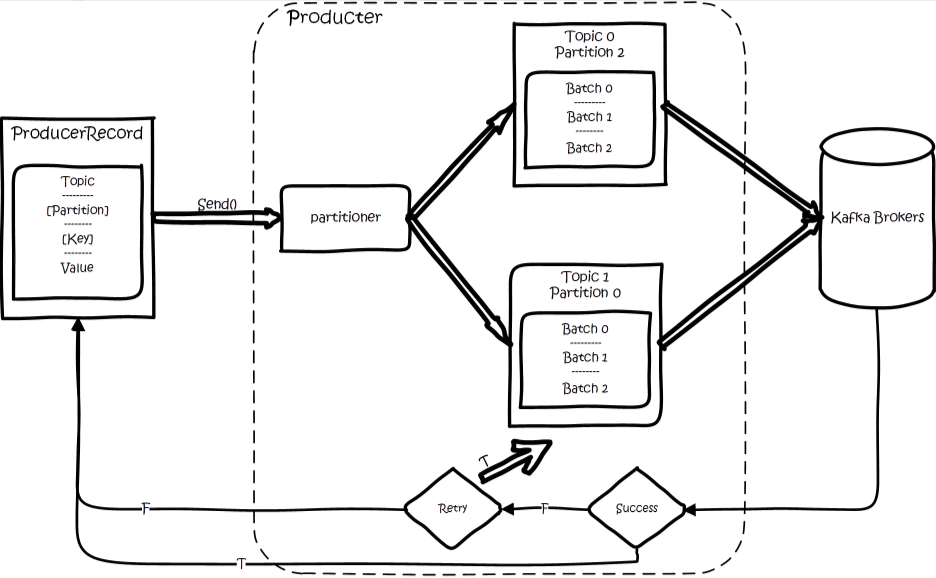 Producter
Topic 0
Partition 2
Batch 0
---------
Batch 1
--------
Batch 2
ProducerRecord
Topic
---------
[Partition]
--------
[Key]
--------
Value
Send()
partitioner
Kafka Brokers
Topic 1
Partition 0
Batch 0
---------
Batch 1
--------
Batch 2
T
Retry
F
Success
F
T